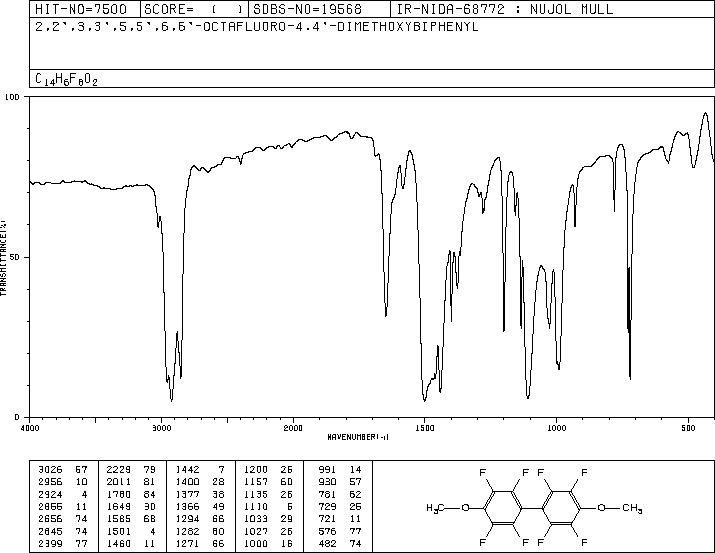 HIT-NO=7500 SCORE= ( ) SDBS-NO=19568 IR-NIDA-68772 : NUJOL MULL
2,2',3,3',5,5',6,6'-OCTAFLUORO-4,4'-DIMETHOXYBIPHENYL
C14H6F8O2
100
50
0
TRANSMITTANCE(%)
4000 3000 2000 1500 1000 500
WAVENUMBER(-1)
3026 67 2229 79 1442 7 1200 26 991 14
2956 10 2011 81 1400 28 1157 60 930 57
2924 4 1780 84 1377 38 1135 26 781 62
2866 11 1649 30 1366 49 1110 5 729 26
2656 74 1585 68 1294 66 1033 29 721 11
2645 74 1501 4 1282 80 1027 26 576 77
2399 77 1460 11 1271 66 1000 16 482 74
F F F F
H3C O O CH3
F F F F